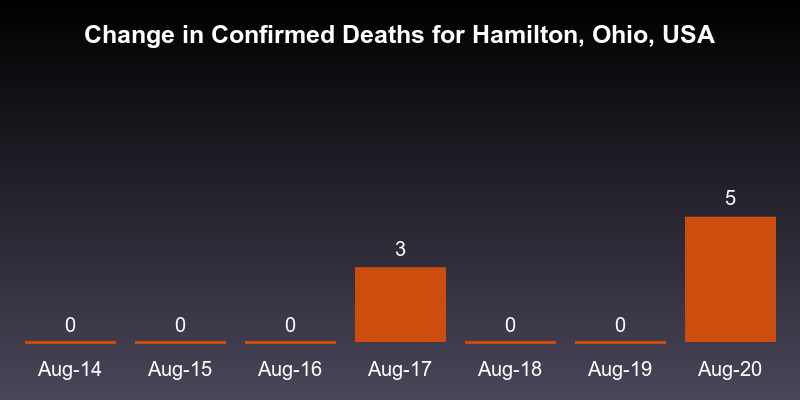 Change in Confirmed Deaths for Hamilton, Ohio, USA
5
3
0 0 0 0 0
Aug-14 Aug-15 Aug-16 Aug-17 Aug-18 Aug-19 Aug-20